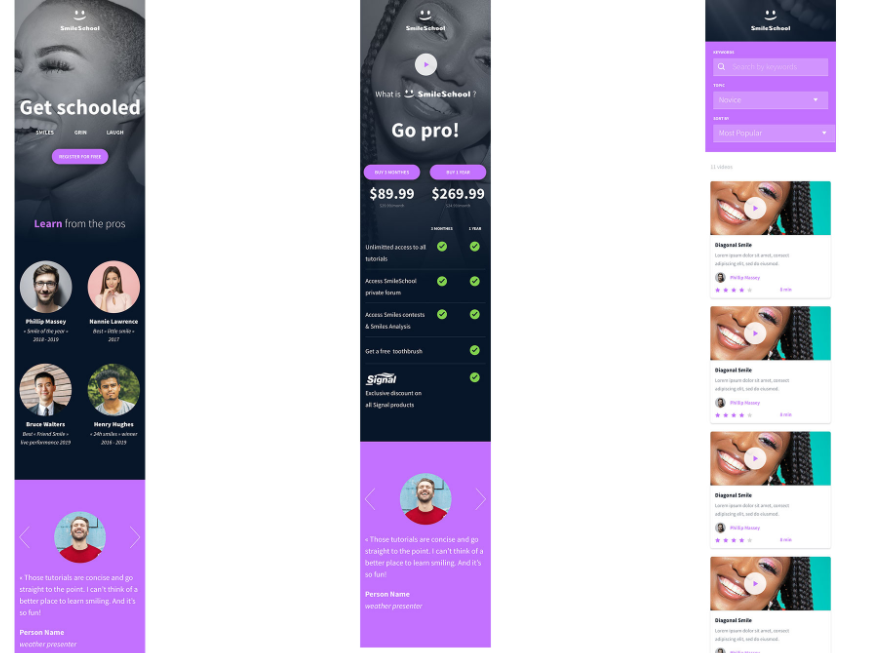 SmileSchool
Get schooled
SMILES GRIN LAUGH
REGISTER FOR FREE
Learn from the pros
Phillip Massey
« Smile of the year »
2018 - 2019
Nannie Lawrence
Best « little smile »
2017
Bruce Walters
Best « Friend Smile »
live performance 2019
Henry Hughes
« 24h smiles » winner
2018 - 2019
« Those tutorials are concise and go
straight to the point. I can't think of a
better place to learn smiling. And it's
so fun!
Person Name
weather presenter
SmileSchool
What is SmileSchool ?
Go pro!
BUY 3 MONTHES
BUY 1 YEAR
$89.99
$269.99
3 MONTHES 1 YEAR
Unlimitted access to all
tutorials
Access SmileSchool
private forum
Access Smiles contests
& Smiles Analysis
Get a free toothbrush
Signal
Exclusive discount on
all Signal products
« Those tutorials are concise and go
straight to the point. I can't think of a
better place to learn smiling. And it's
so fun!
Person Name
weather presenter
SmileSchool
KEYWORDS
Search by keywords
TOPIC
Novice
SORT BY
Most Popular
videos
Diagonal Smile
Lorem ipsum dolor sit amet, consect
adipiscing elit, sed do eiusmod.
Phillip Massey
8 min
Diagonal Smile
Lorem ipsum dolor sit amet, consect
adipiscing elit, sed do eiusmod.
Phillip Massey
8 min
Diagonal Smile
Lorem ipsum dolor sit amet, consect
adipiscing elit, sed do eiusmod.
Phillip Massey
8 min
Diagonal Smile
Lorem ipsum dolor sit amet, consect
adipiscing elit, sed do eiusmod.
Phillip Massey